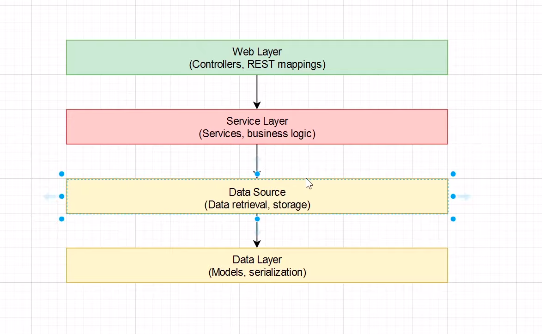 Web Layer
(Controllers, REST mappings)
Service Layer
(Services, business logic)
Data Source
(Data retrieval, storage)
Data Layer
(Models, serialization)